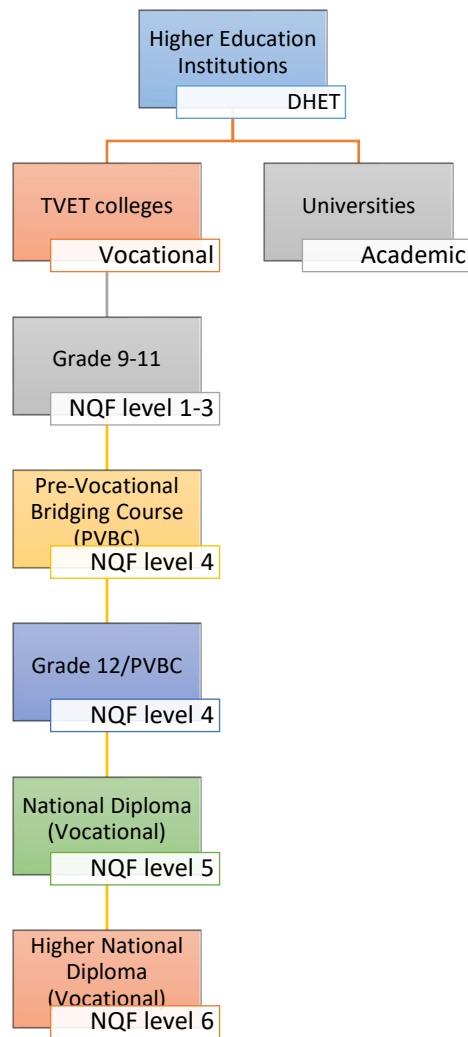 Higher Education
Institutions
DHET
TVET colleges
Vocational
Universities
Academic
Grade 9-11
NQF level 1-3
Pre-Vocational
Bridging Course
(PVBC)
NQF level 4
Grade 12/PVBC
NQF level 4
National Diploma
(Vocational)
NQF level 5
Higher National
Diploma
(Vocational)
NQF level 6